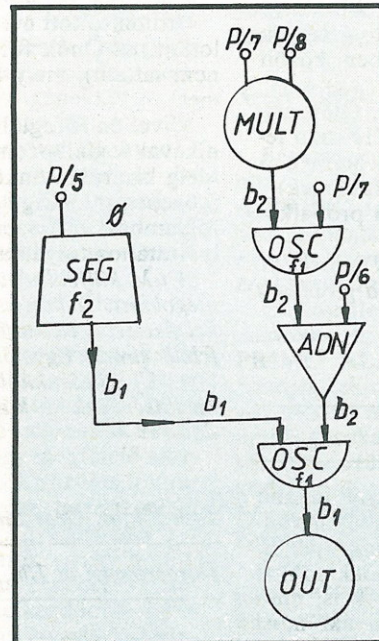 P/7 P/8
MULT
P/5
b2
P/7
Ø
OSC
f1
SEG
f2
b2
P/6
ADN
b1
b1
b2
OSC
f1
b1
OUT